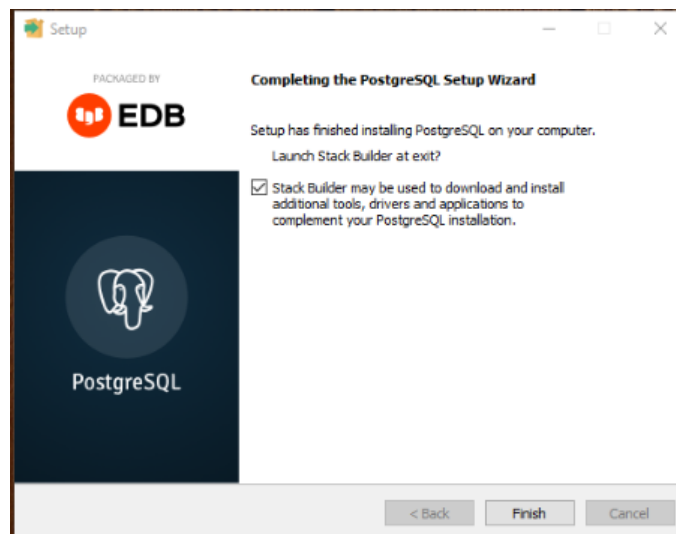 Setup
PACKAGED BY
EDB
PostgreSQL
Completing the PostgreSQL Setup Wizard
Setup has finished installing PostgreSQL on your computer.
Launch Stack Builder at exit?
Stack Builder may be used to download and install
additional tools, drivers and applications to
complement your PostgreSQL installation.
< Back
Finish
Cancel